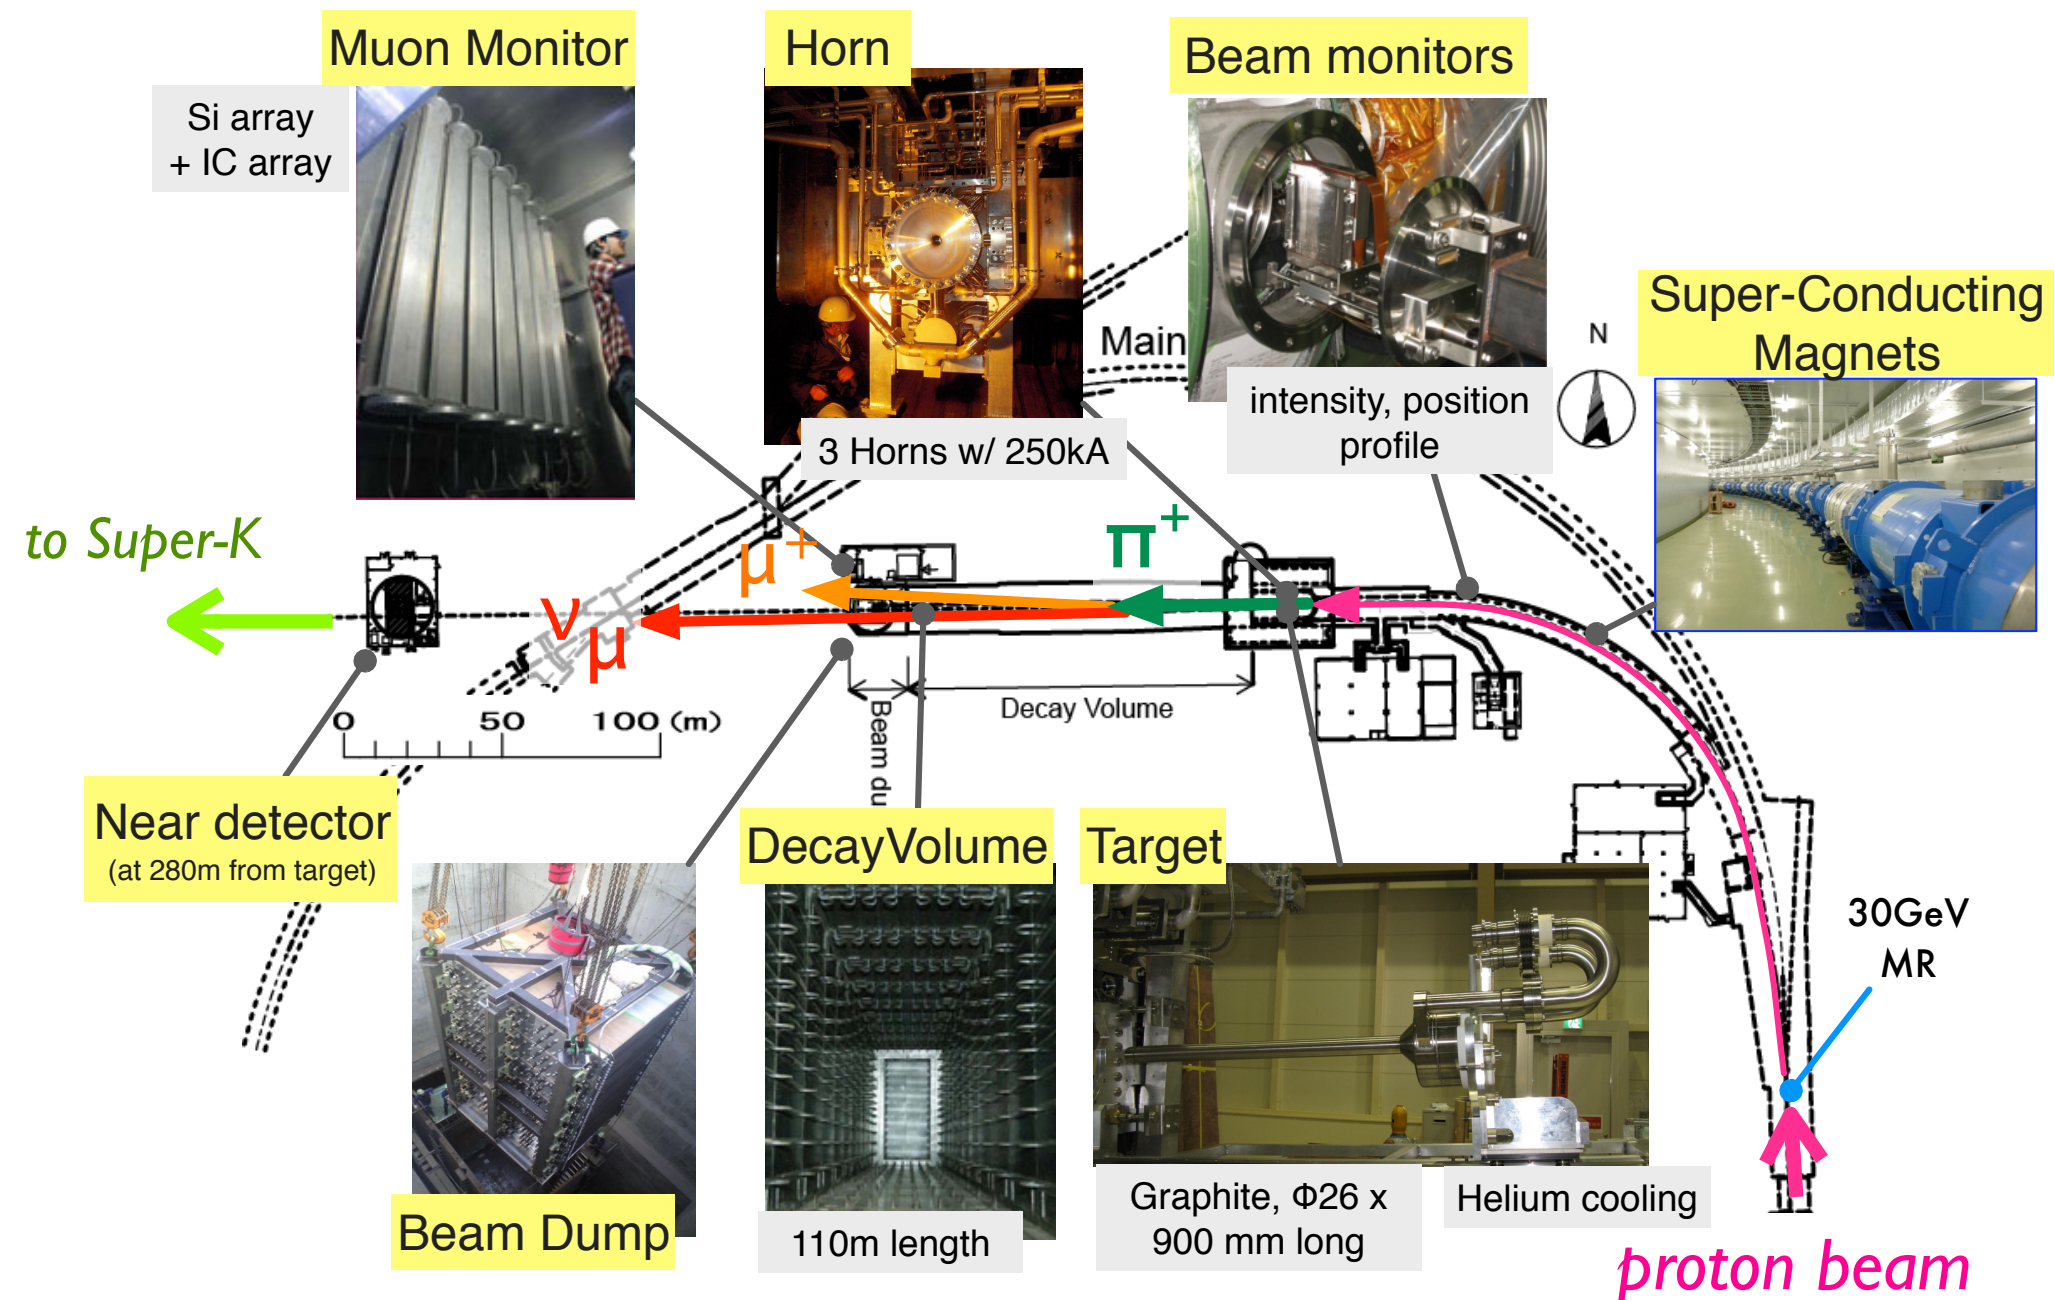 Muon Monitor
Si array
+ IC array
Horn
3 Horns w/ 250kA
Beam monitors
intensity, position
profile
Super-Conducting
Magnets
N
Main
to Super-K
ν
μ
μ+
π+
0 50 100 (m)
Beam du
Decay Volume
Near detector
(at 280m from target)
Beam Dump
DecayVolume
110m length
Target
Graphite, Φ26 x
900 mm long
Helium cooling
30GeV
MR
proton beam